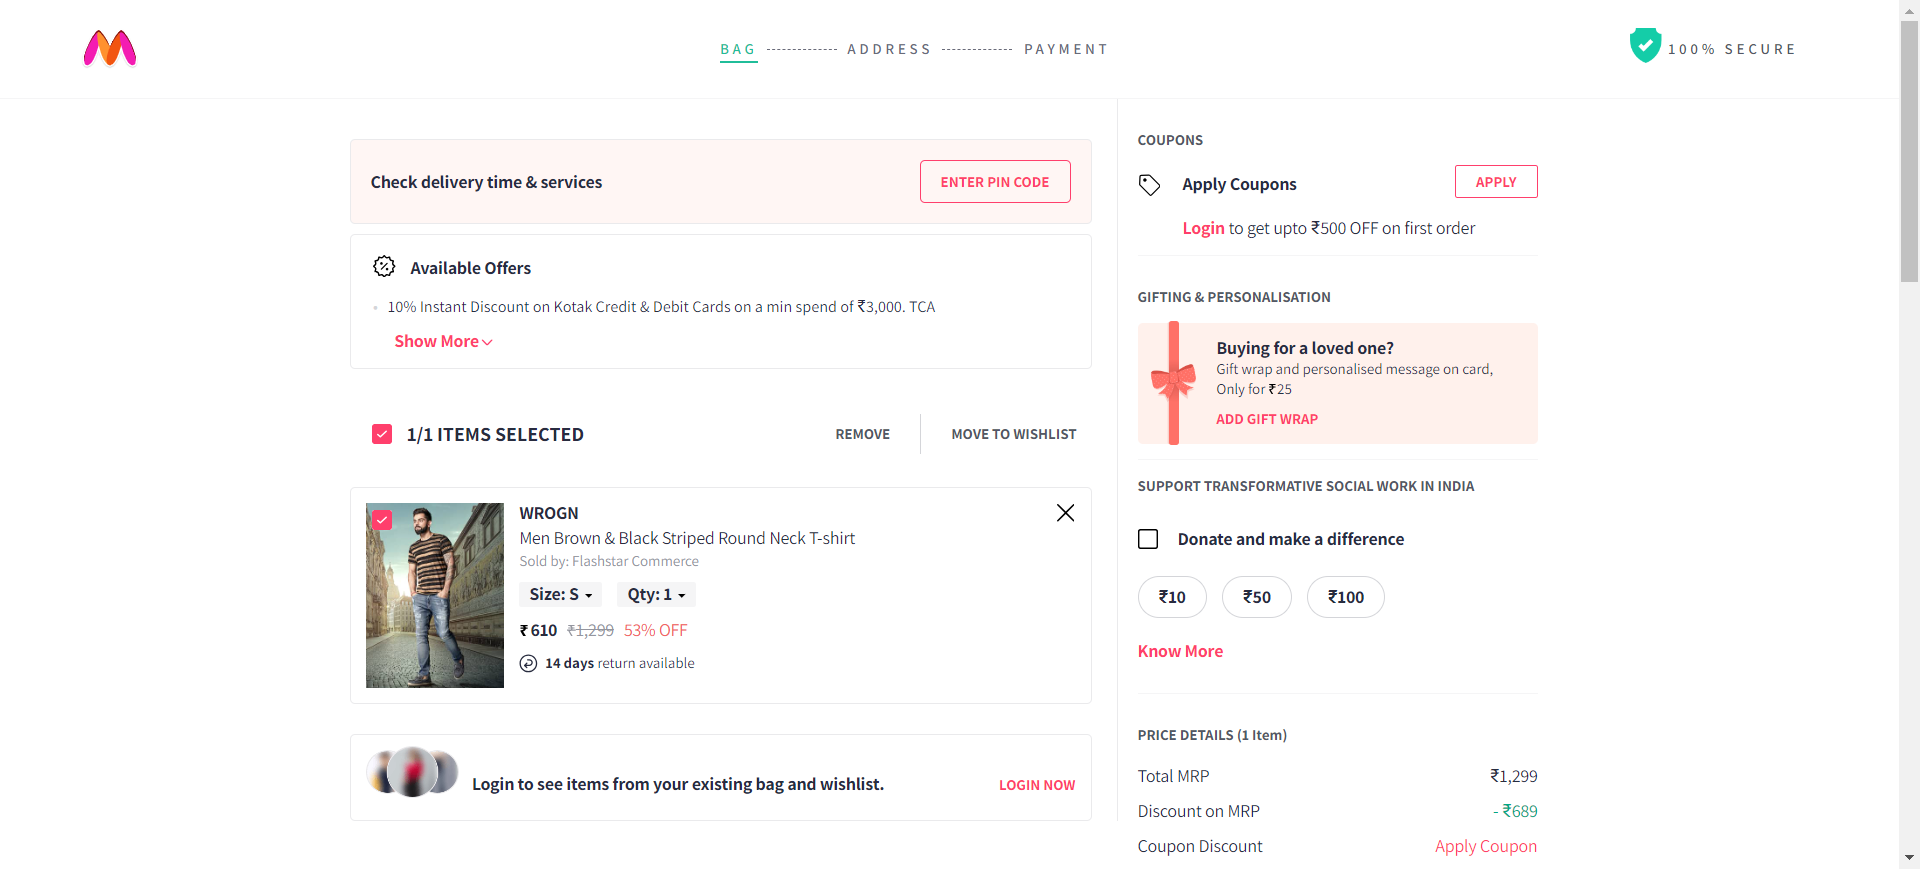 BAG
ADDRESS
PAYMENT
100% SECURE
Check delivery time & services
ENTER PIN CODE
Available Offers
10% Instant Discount on Kotak Credit & Debit Cards on a min spend of ₹3,000. TCA
Show More
1/1 ITEMS SELECTED
REMOVE
MOVE TO WISHLIST
WROGN
Men Brown & Black Striped Round Neck T-shirt
Sold by: Flashstar Commerce
Size: S
Qty: 1
₹610 ₹1,299 53% OFF
14 days return available
Login to see items from your existing bag and wishlist.
LOGIN NOW
COUPONS
Apply Coupons
APPLY
Login to get upto ₹500 OFF on first order
GIFTING & PERSONALISATION
Buying for a loved one?
Gift wrap and personalised message on card,
Only for ₹25
ADD GIFT WRAP
SUPPORT TRANSFORMATIVE SOCIAL WORK IN INDIA
Donate and make a difference
₹10
₹50
₹100
Know More
PRICE DETAILS (1 Item)
Total MRP
₹1,299
Discount on MRP
- ₹689
Coupon Discount
Apply Coupon